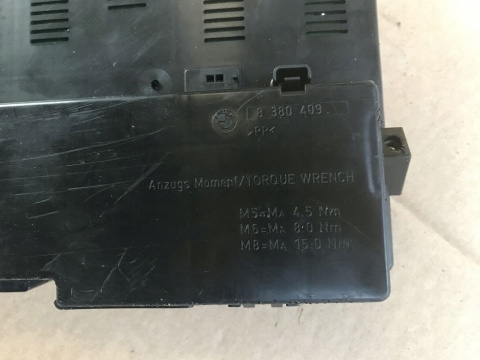 8 380 409
>PP<
Anzugs Moment/TORQUE WRENCH
M5=MA 4.5 Nm
M6=MA 8.0 Nm
M8=MA 15.0 Nm